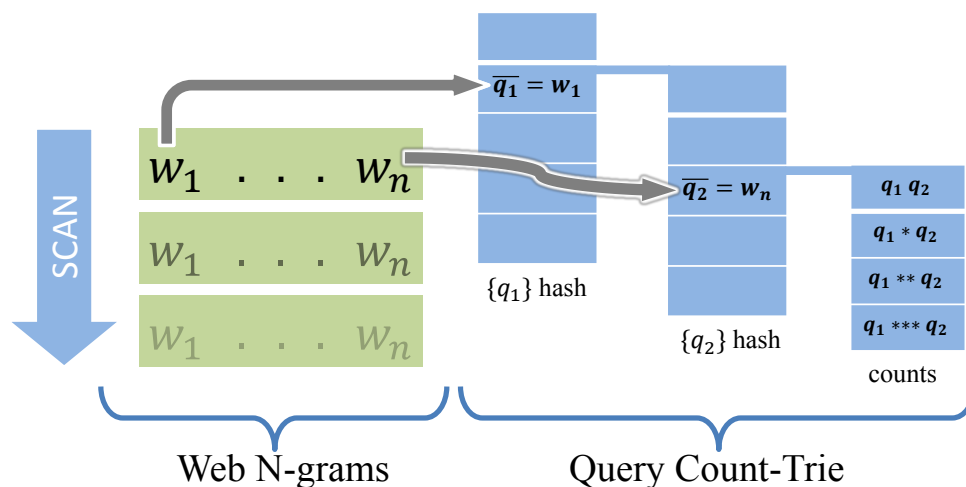 SCAN
w₁ . . . wₙ
w₁ . . . wₙ
w₁ . . . wₙ
Web N-grams
q̅₁ = w₁
{q₁} hash
q̅₂ = wₙ
{q₂} hash
q₁ q₂
q₁ * q₂
q₁ ** q₂
q₁ *** q₂
counts
Query Count-Trie